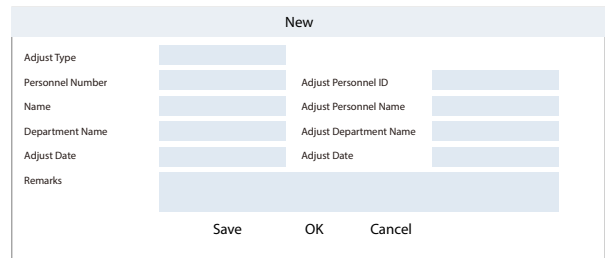 New
Adjust Type
Personnel Number Adjust Personnel ID
Name Adjust Personnel Name
Department Name Adjust Department Name
Adjust Date Adjust Date
Remarks
Save OK Cancel